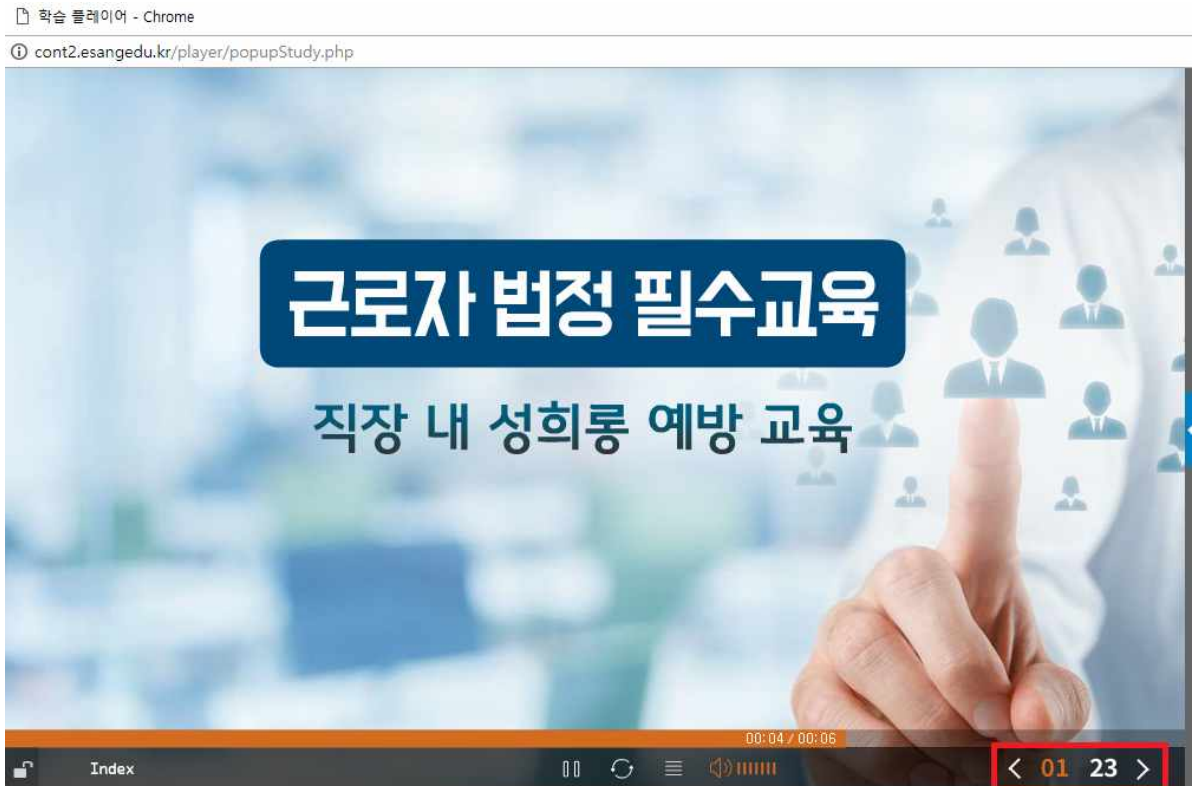 학습 플레이어 - Chrome
cont2.esangedu.kr/player/popupStudy.php
근로자 법정 필수교육
직장 내 성희롱 예방 교육
00:04 / 00:06
Index
01 23